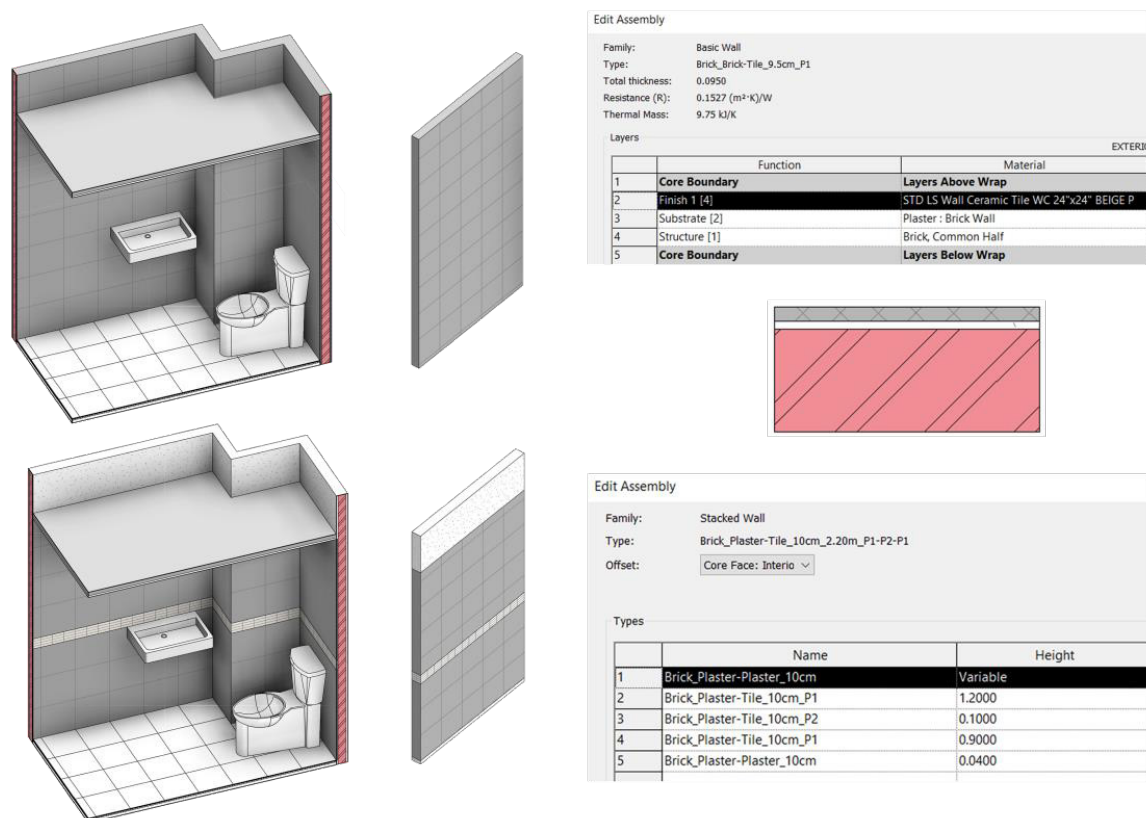 Edit Assembly
Family: Basic Wall
Type: Brick_Brick-Tile_9.5cm_P1
Total thickness: 0.0950
Resistance (R): 0.1527 (m²·K)/W
Thermal Mass: 9.75 kJ/K
Layers
EXTERIO
Function Material
1 Core Boundary Layers Above Wrap
2 Finish 1 [4] STD LS Wall Ceramic Tile WC 24"x24" BEIGE P
3 Substrate [2] Plaster : Brick Wall
4 Structure [1] Brick, Common Half
5 Core Boundary Layers Below Wrap
Edit Assembly
Family: Stacked Wall
Type: Brick_Plaster-Tile_10cm_2.20m_P1-P2-P1
Offset: Core Face: Interio
Types
Name Height
1 Brick_Plaster-Plaster_10cm Variable
2 Brick_Plaster-Tile_10cm_P1 1.2000
3 Brick_Plaster-Tile_10cm_P2 0.1000
4 Brick_Plaster-Tile_10cm_P1 0.9000
5 Brick_Plaster-Plaster_10cm 0.0400